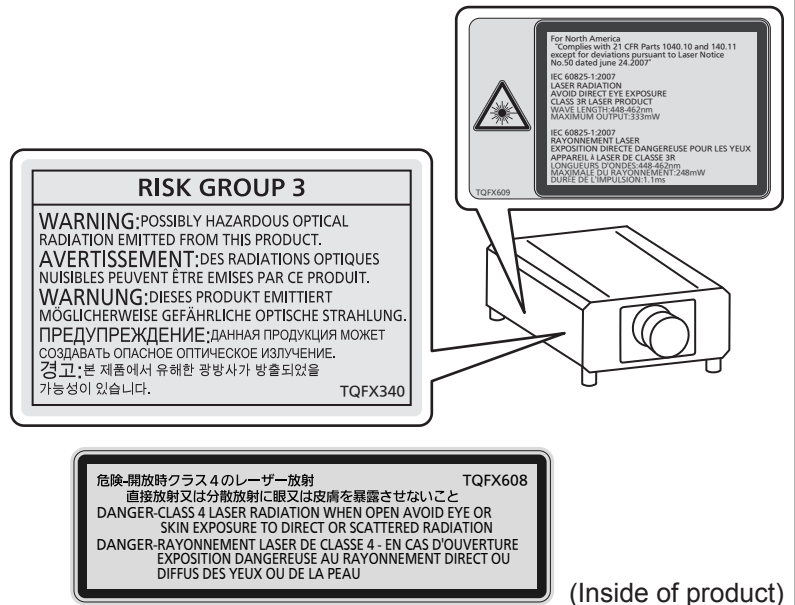 For North America
"Complies with 21 CFR Parts 1040.10 and 140.11
except for deviations pursuant to Laser Notice
No.50 dated june 24.2007"
IEC 60825-1:2007
LASER RADIATION
AVOID DIRECT EYE EXPOSURE
CLASS 3R LASER PRODUCT
WAVE LENGTH:448-462nm
MAXIMUM OUTPUT:333mW
IEC 60825-1:2007
RAYONNEMENT LASER
EXPOSITION DIRECTE DANGEREUSE POUR LES YEUX
APPAREIL À LASER DE CLASSE 3R
LONGUEURS D'ONDES:448-462nm
MAXIMALE DU RAYONNEMENT:248mW
DURÉE DE L'IMPULSION:1.1ms
TQFX609
RISK GROUP 3
WARNING:POSSIBLY HAZARDOUS OPTICAL
RADIATION EMITTED FROM THIS PRODUCT.
AVERTISSEMENT:DES RADIATIONS OPTIQUES
NUISIBLES PEUVENT ÊTRE EMISES PAR CE PRODUIT.
WARNUNG:DIESES PRODUKT EMITTIERT
MÖGLICHERWEISE GEFÄHRLICHE OPTISCHE STRAHLUNG.
ПРЕДУПРЕЖДЕНИЕ:ДАННАЯ ПРОДУКЦИЯ МОЖЕТ
СОЗДАВАТЬ ОПАСНОЕ ОПТИЧЕСКОЕ ИЗЛУЧЕНИЕ.
경고:본 제품에서 유해한 광방사가 방출되었을
가능성이 있습니다. TQFX340
危険-開放時クラス4のレーザー放射 TQFX608
直接放射又は分散放射に眼又は皮膚を暴露させないこと
DANGER-CLASS 4 LASER RADIATION WHEN OPEN AVOID EYE OR
SKIN EXPOSURE TO DIRECT OR SCATTERED RADIATION
DANGER-RAYONNEMENT LASER DE CLASSE 4 - EN CAS D'OUVERTURE
EXPOSITION DANGEREUSE AU RAYONNEMENT DIRECT OU
DIFFUS DES YEUX OU DE LA PEAU
(Inside of product)